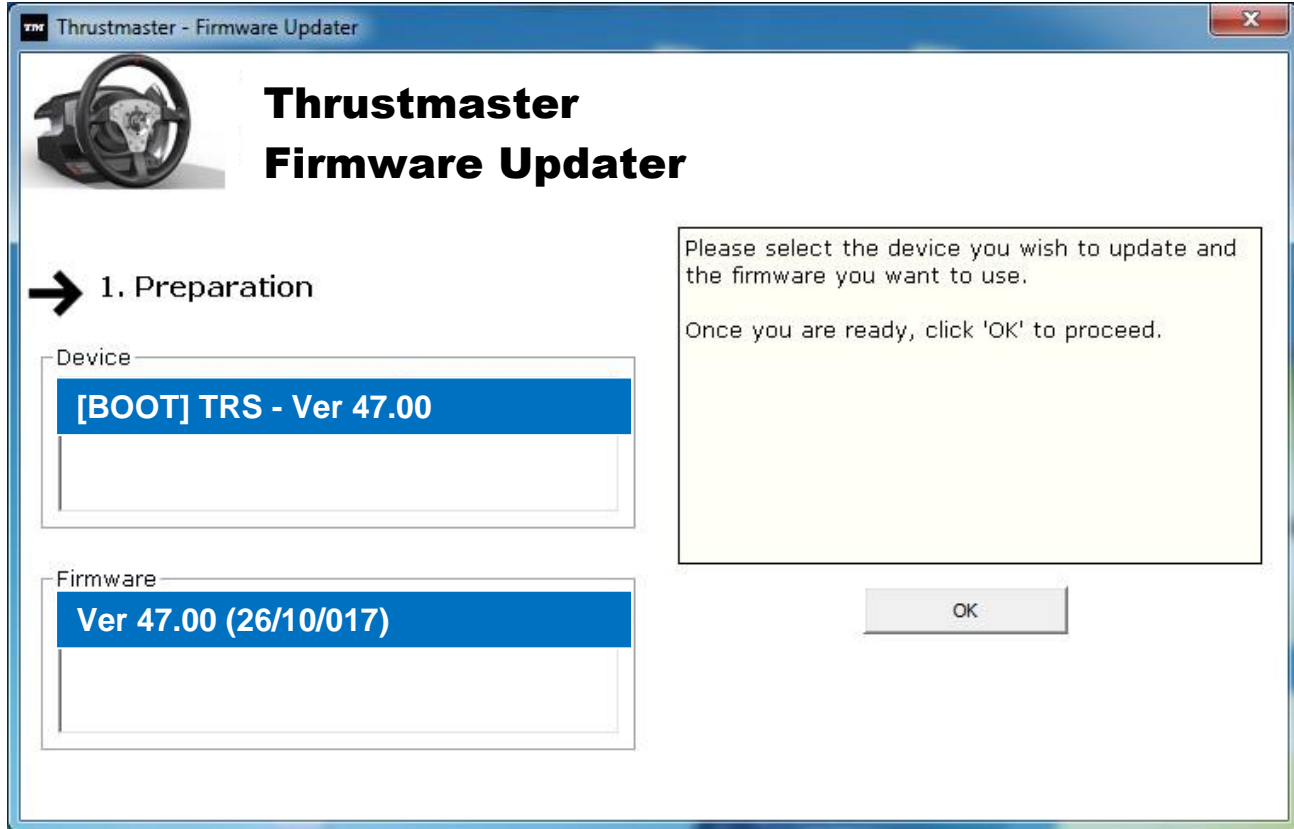 Thrustmaster - Firmware Updater
Thrustmaster
Firmware Updater
1. Preparation
Device
[BOOT] TRS - Ver 47.00
Firmware
Ver 47.00 (26/10/017)
Please select the device you wish to update and
the firmware you want to use.
Once you are ready, click 'OK' to proceed.
OK